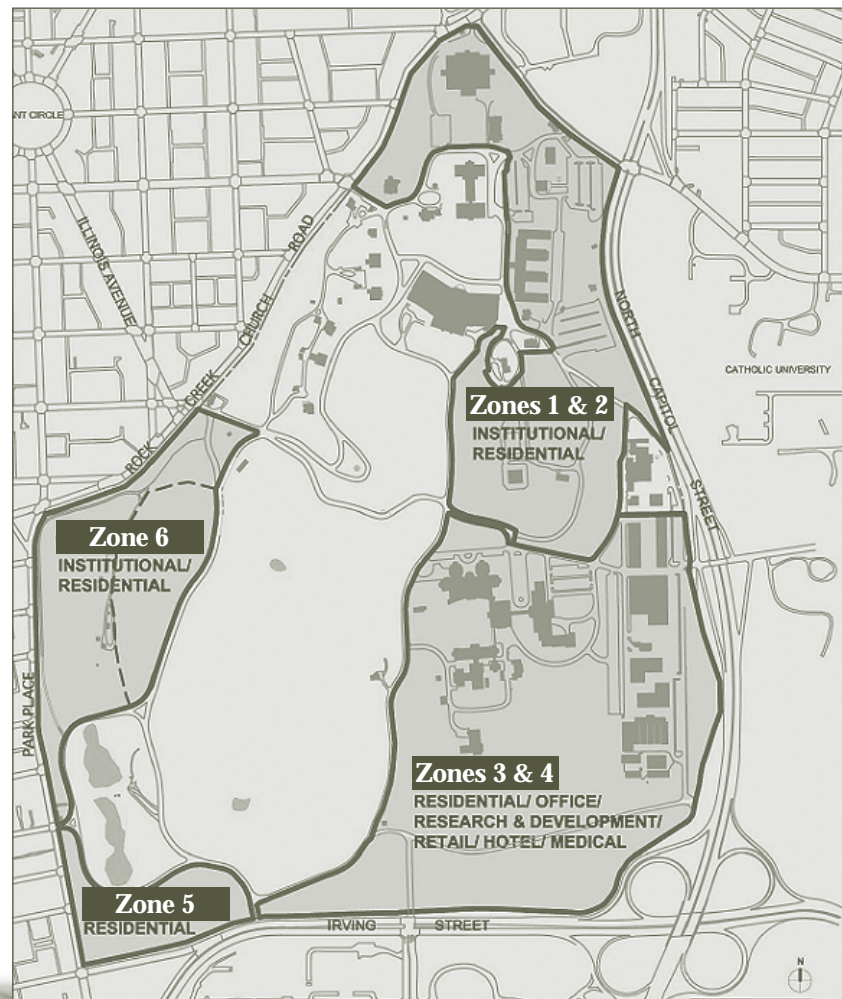 NT CIRCLE
ILLINOIS AVENUE
ROCK CREEK CHURCH ROAD
NORTH CAPITOL STREET
CATHOLIC UNIVERSITY
Zones 1 & 2
INSTITUTIONAL/
RESIDENTIAL
Zone 6
INSTITUTIONAL/
RESIDENTIAL
PARK PLACE
Zones 3 & 4
RESIDENTIAL/ OFFICE/
RESEARCH & DEVELOPMENT/
RETAIL/ HOTEL/ MEDICAL
Zone 5
RESIDENTIAL
IRVING STREET
N